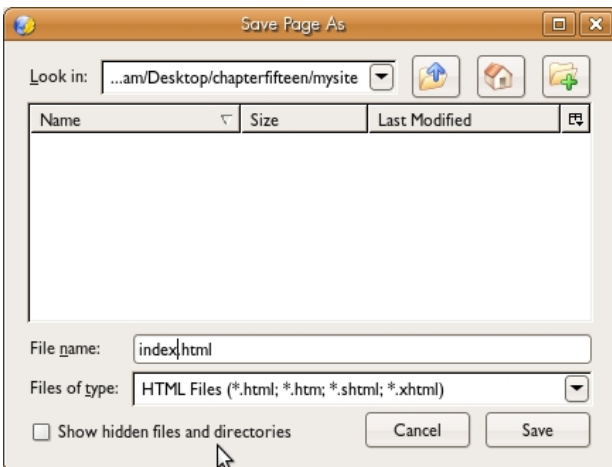 Save Page As
Look in: ...am/Desktop/chapterfifteen/mysite
Name Size Last Modified
File name: index.html
Files of type: HTML Files (*.html; *.htm; *.shtml; *.xhtml)
Show hidden files and directories Cancel Save